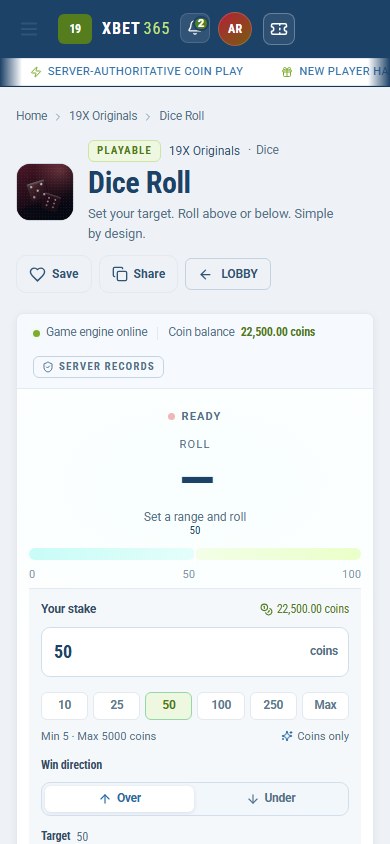 19 XBET 365 2 AR
SERVER-AUTHORITATIVE COIN PLAY NEW PLAYER HA
Home > 19X Originals > Dice Roll
PLAYABLE 19X Originals · Dice
Dice Roll
Set your target. Roll above or below. Simple
by design.
Save Share LOBBY
Game engine online Coin balance 22,500.00 coins
SERVER RECORDS
READY
ROLL
—
Set a range and roll
50
0 50 100
Your stake 22,500.00 coins
50 coins
10 25 50 100 250 Max
Min 5 · Max 5000 coins Coins only
Win direction
Over Under
Target 50